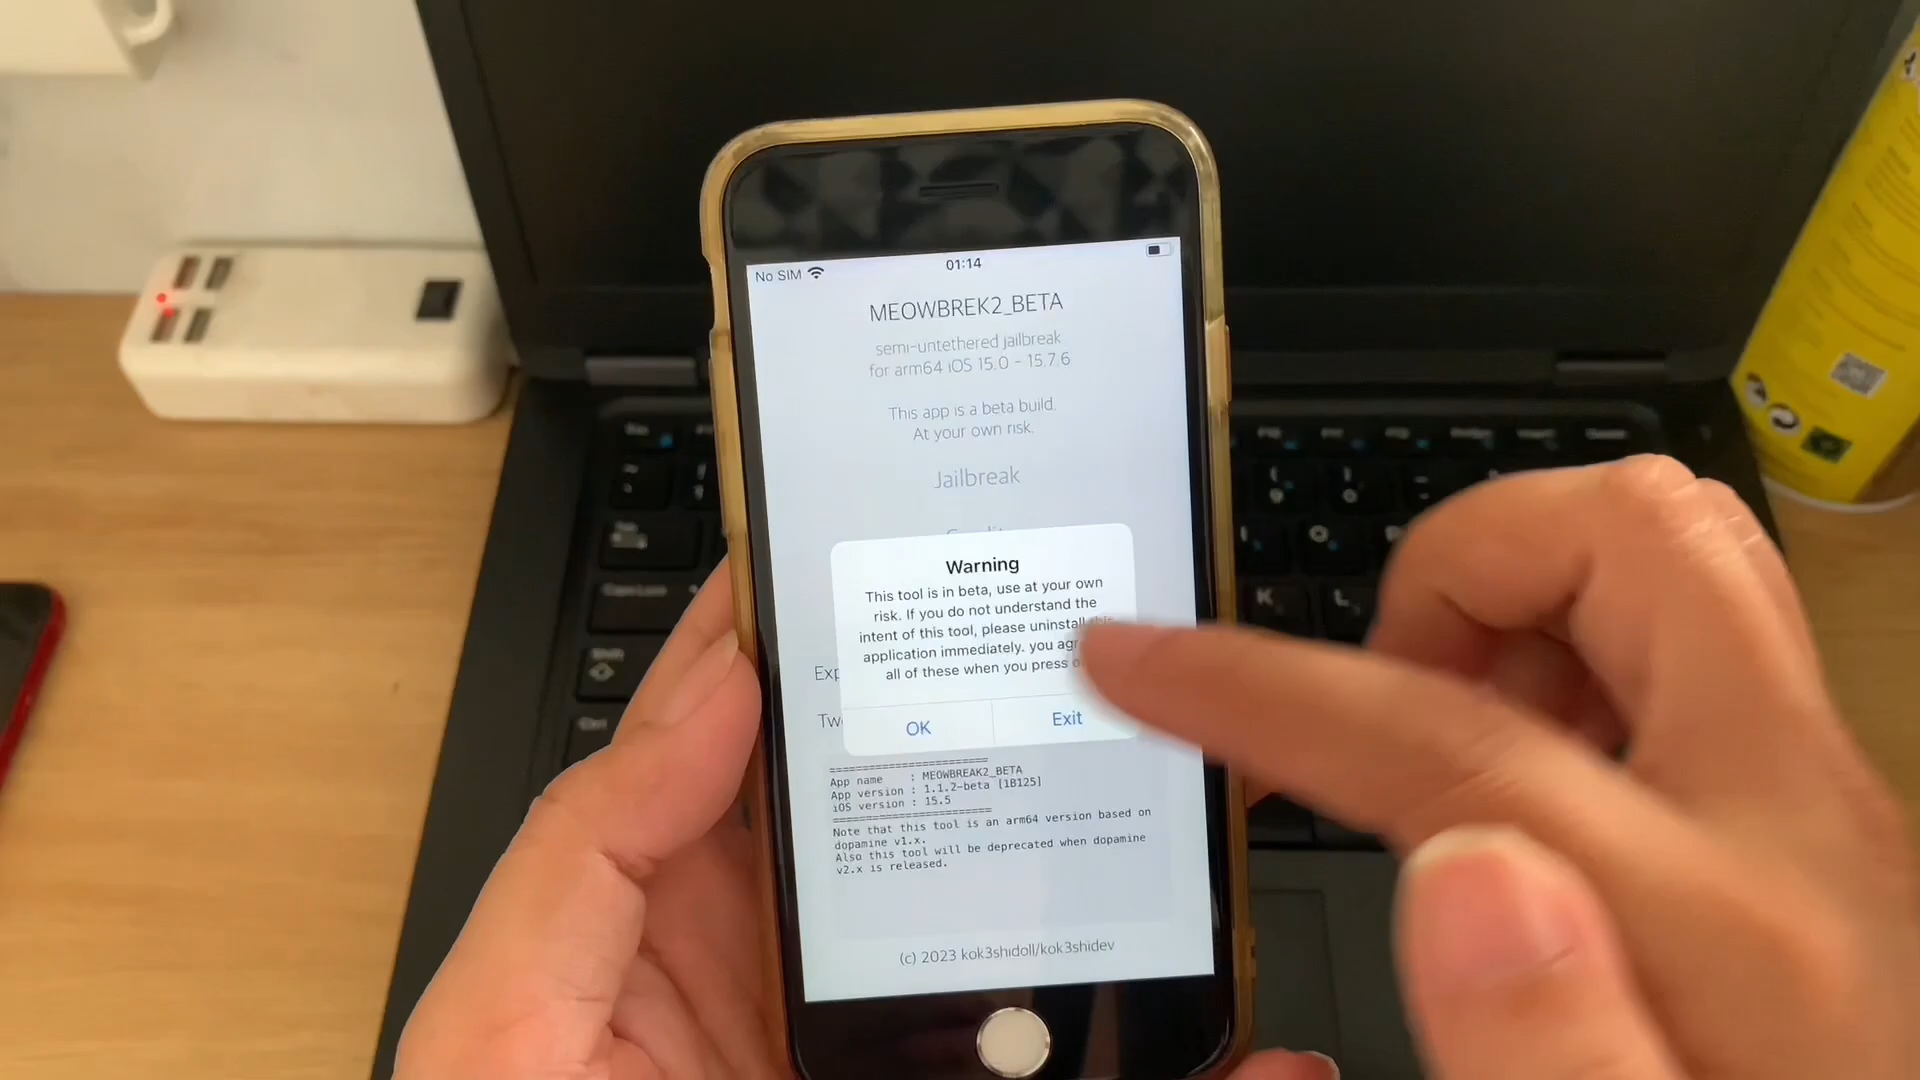 No SIM
01:14
MEOWBREK2_BETA
semi-untethered jailbreak
for arm64 iOS 15.0 - 15.7.6
This app is a beta build.
At your own risk.
Jailbreak
Warning
This tool is in beta, use at your own
risk. If you do not understand the
intent of this tool, please uninstall this
application immediately. you
all of these when you press
Exp
Tw
OK
Exit
========================
App name : MEOWBREAK2_BETA
App version : 1.1.2-beta [1B125]
iOS version : 15.5
========================
Note that this tool is an arm64 version based on
dopamine v1.x.
Also this tool will be deprecated when dopamine
v2.x is released.
(c) 2023 kok3shidoll/kok3shidev
K
L